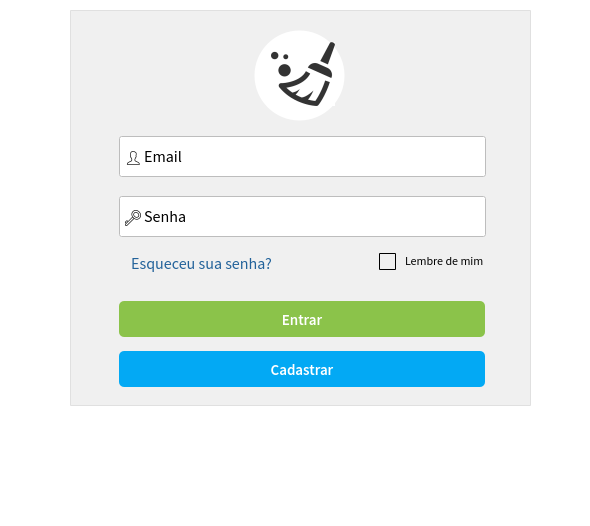 Email
Senha
Esqueceu sua senha?
Lembre de mim
Entrar
Cadastrar